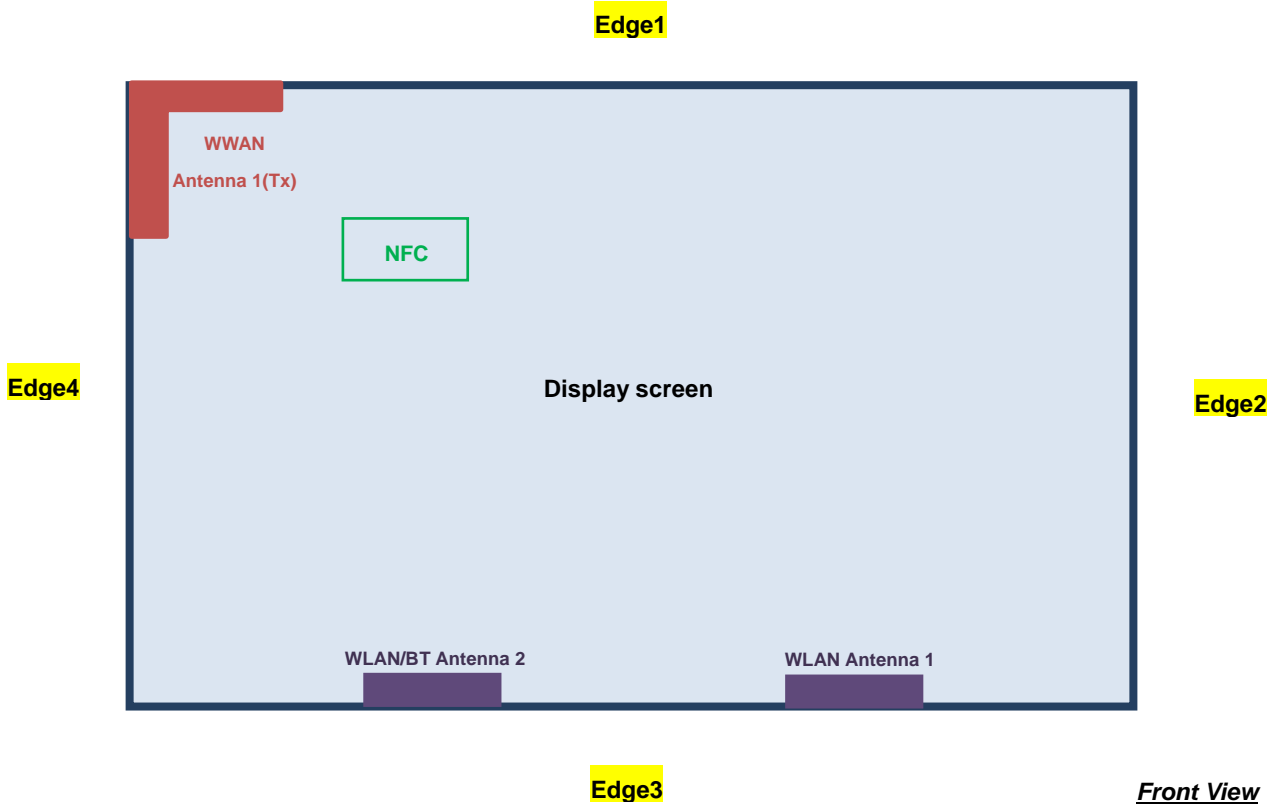 Edge1
WWAN
Antenna 1(Tx)
NFC
Edge4
Display screen
Edge2
WLAN/BT Antenna 2
WLAN Antenna 1
Edge3
Front View